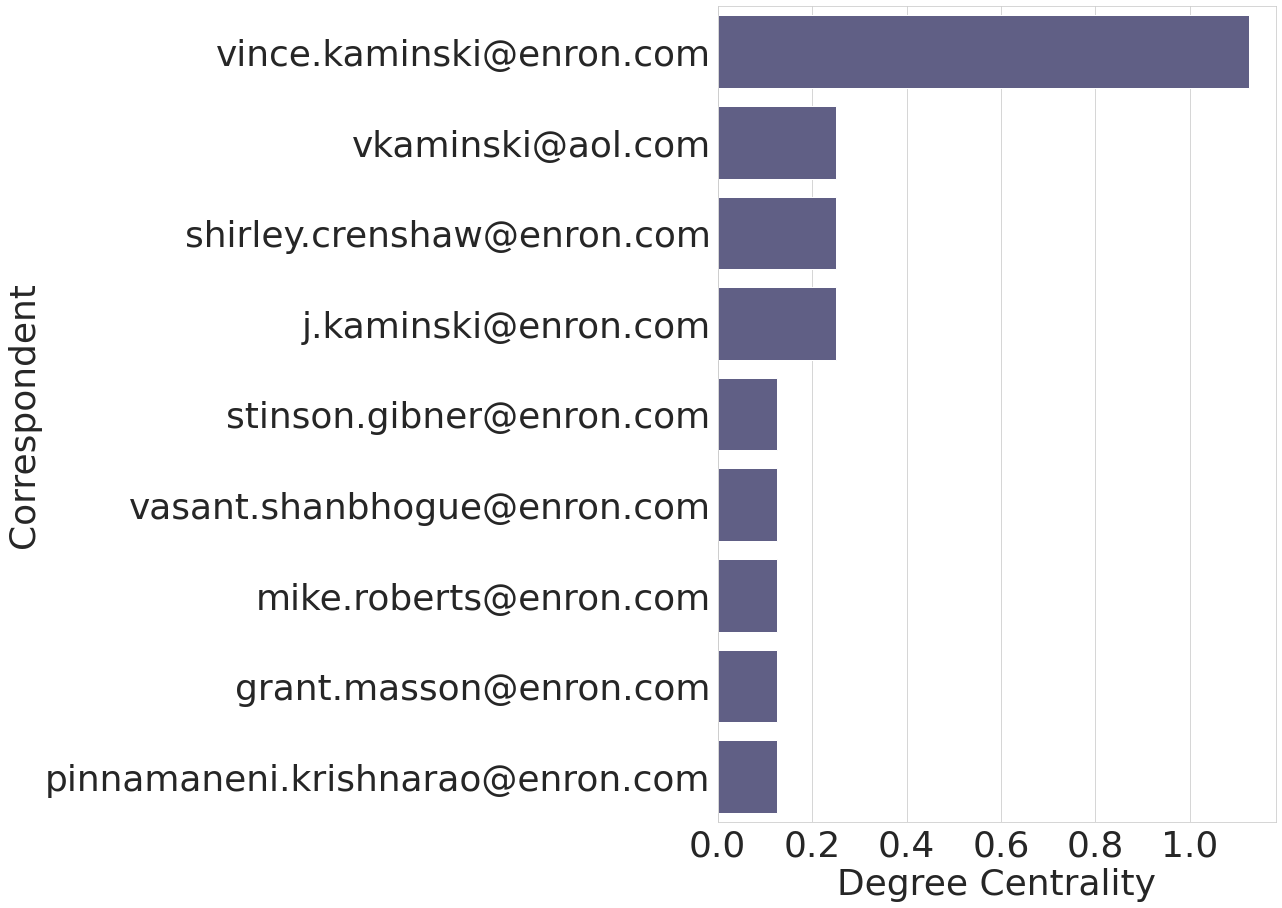 vince.kaminski@enron.com
vkaminski@aol.com
shirley.crenshaw@enron.com
j.kaminski@enron.com
stinson.gibner@enron.com
vasant.shanbhogue@enron.com
mike.roberts@enron.com
grant.masson@enron.com
pinnamaneni.krishnarao@enron.com
Correspondent
0.0 0.2 0.4 0.6 0.8 1.0
Degree Centrality